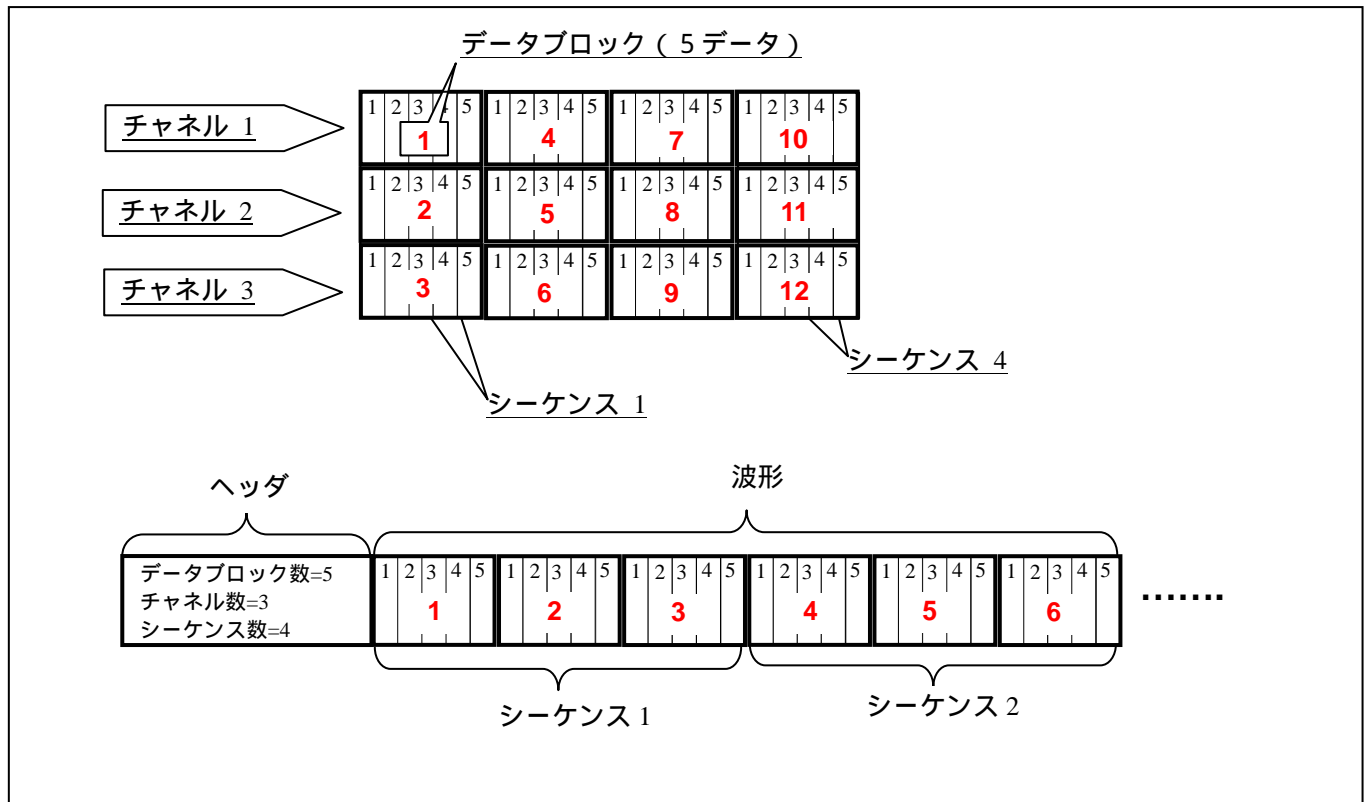 データブロック（5データ）
チャネル 1
1 2 3 4 5 1 2 3 4 5 1 2 3 4 5 1 2 3 4 5
1 4 7 10
チャネル 2
1 2 3 4 5 1 2 3 4 5 1 2 3 4 5 1 2 3 4 5
2 5 8 11
チャネル 3
1 2 3 4 5 1 2 3 4 5 1 2 3 4 5 1 2 3 4 5
3 6 9 12
シーケンス 4
シーケンス 1
ヘッダ
波形
データブロック数=5
チャネル数=3
シーケンス数=4
1 2 3 4 5 1 2 3 4 5 1 2 3 4 5 1 2 3 4 5 1 2 3 4 5 1 2 3 4 5
1 2 3 4 5 6 .......
シーケンス 1
シーケンス 2